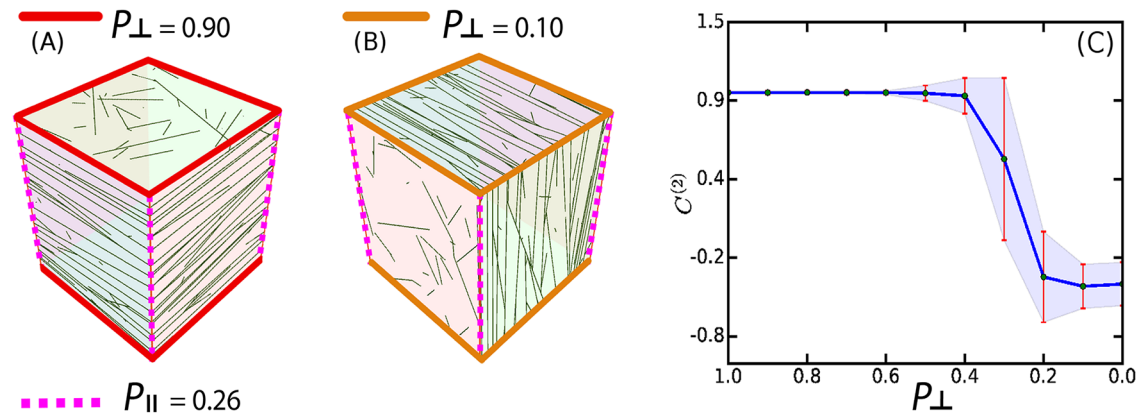 P⊥ = 0.90
(A)
P⊥ = 0.10
(B)
P|| = 0.26
(C)
1.5
0.9
0.4
-0.2
-0.8
C(2)
1.0 0.8 0.6 0.4 0.2 0.0
P⊥